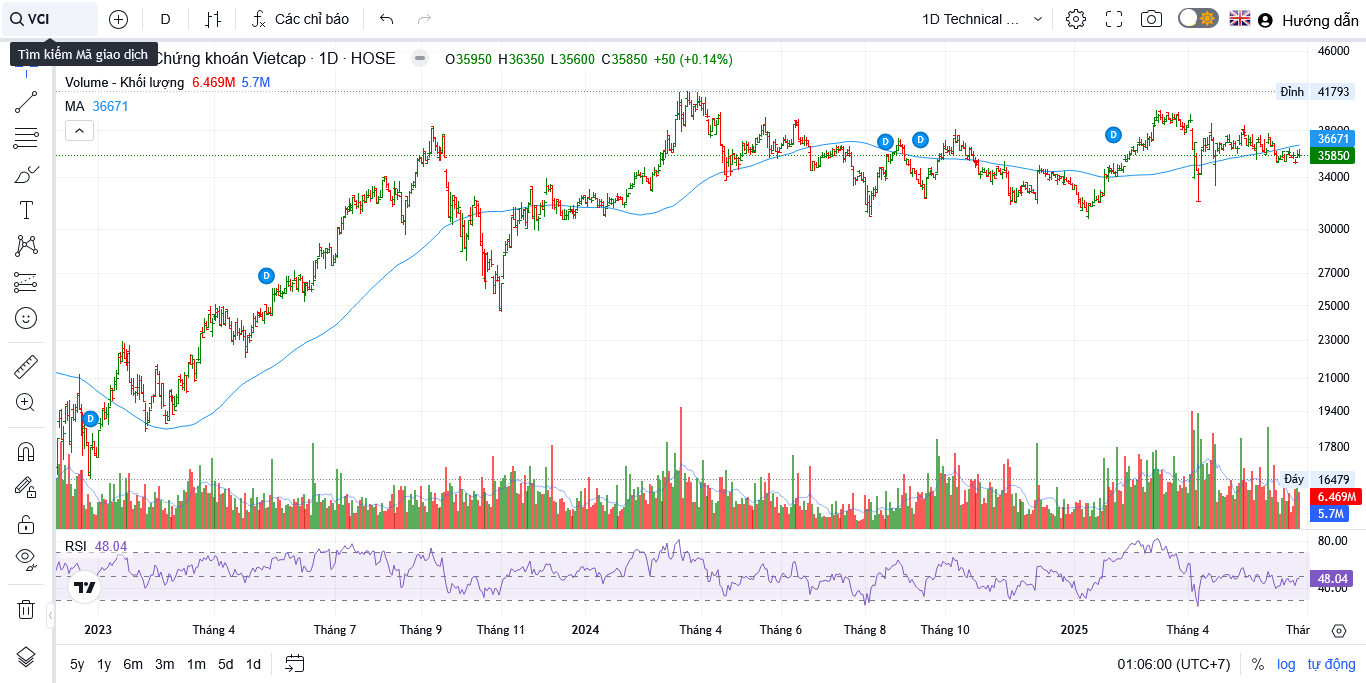 VCI
D
Các chỉ báo
1D Technical ...
Hướng dẫn
Tìm kiếm Mã giao dịch
Chứng khoán Vietcap · 1D · HOSE
O35950 H36350 L35600 C35850 +50 (+0.14%)
Volume - Khối lượng 6.469M 5.7M
MA 36671
46000
Đỉnh 41793
38000
36671
35850
34000
30000
27000
25000
23000
21000
19400
17800
Đáy 16479
6.469M
5.7M
D
D
D
D
D
RSI 48.04
80.00
48.04
40.00
2023 Tháng 4 Tháng 7 Tháng 9 Tháng 11 2024 Tháng 4 Tháng 6 Tháng 8 Tháng 10 2025 Tháng 4 Thár
5y 1y 6m 3m 1m 5d 1d
01:06:00 (UTC+7) % log tự động